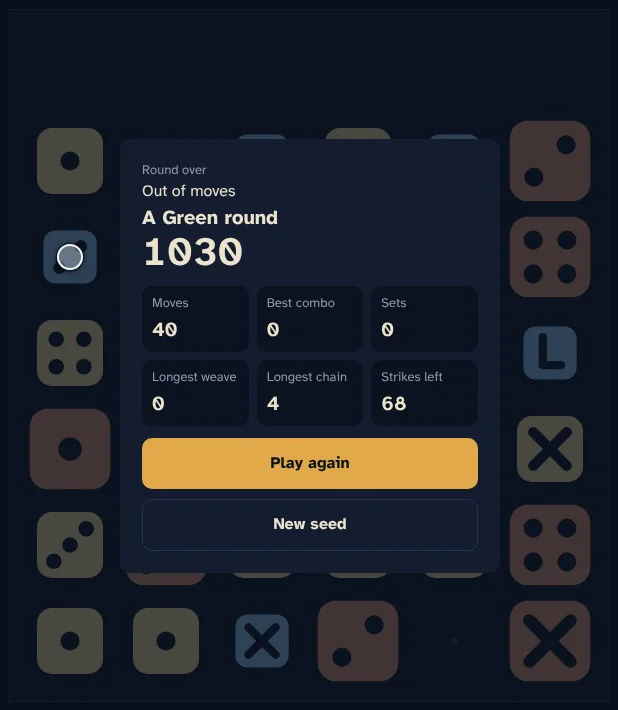 Round over
Out of moves
A Green round
1030
Moves
40
Best combo
0
Sets
0
Longest weave
0
Longest chain
4
Strikes left
68
L
Play again
New seed